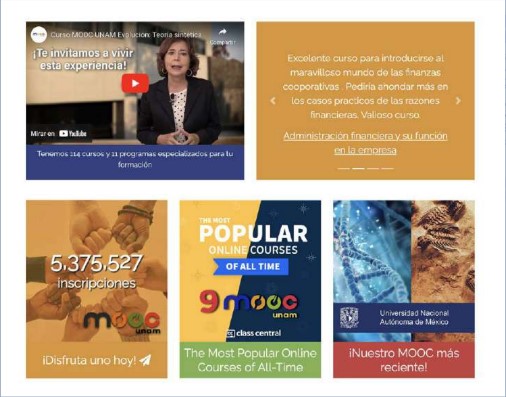 Curso MOOC UNAM Evolución: Teoría sintética
¡Te invitamos a vivir
esta experiencia!
Compartir
Mirar en YouTube
Tenemos 114 cursos y 11 programas especializados para tu
formación
Excelente curso para introducirse al
maravilloso mundo de las finanzas
cooporativas . Pediría ahondar más en
los casos practicos de las razones
financieras. Valioso curso
Administración financiera y su función
en la empresa
5,375,527
inscripciones
mooc
unam
¡Disfruta uno hoy!
THE MOST
POPULAR
ONLINE COURSES
OF ALL TIME
9 mooc
unam
class central
The Most Popular Online
Courses of All-Time
Universidad Nacional
Autónoma de México
¡Nuestro MOOC más
reciente!